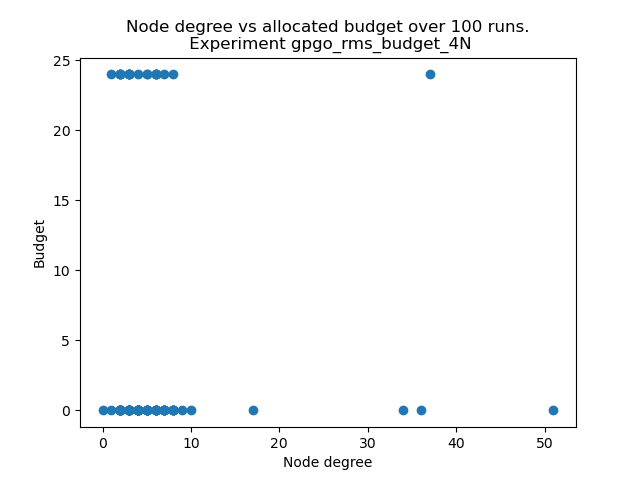 Node degree vs allocated budget over 100 runs.
Experiment gpgo_rms_budget_4N
25
20
15
10
5
0
Budget
0 10 20 30 40 50
Node degree